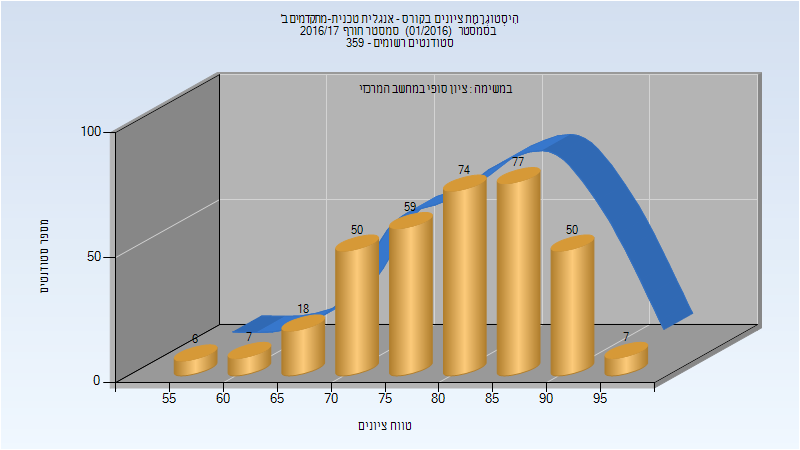 היסטוגרמת ציונים בקורס - אנגלית טכנית-מתקדמים ב'
בסמסטר (01/2016) סמסטר חורף 2016/17
סטודנטים רשומים - 359
במשימה : ציון סופי במחשב המרכזי
100
50
0
מספר סטודנטים
6
7
18
50
59
74
77
50
7
55 60 65 70 75 80 85 90 95
טווח ציונים